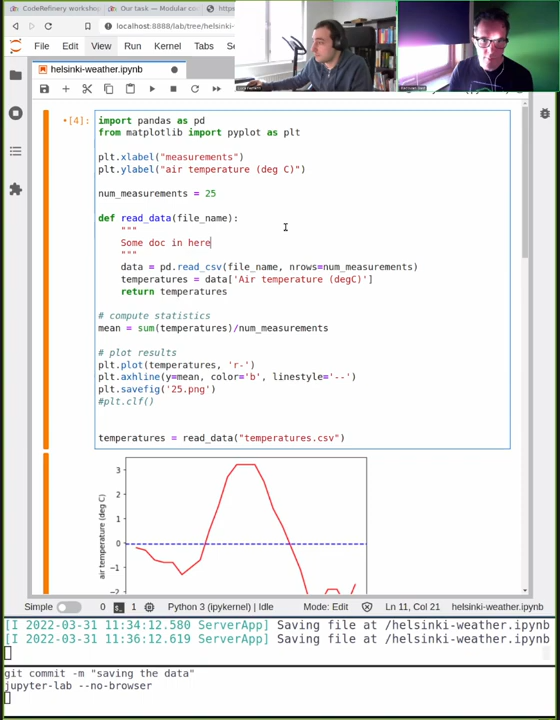 CodeRefinery worksho
Our task — Modular co
localhost:8888/lab/tree/helsinki-
File Edit View Run Kernel Tabs
helsinki-weather.ipynb
[4]:
import pandas as pd
from matplotlib import pyplot as plt
plt.xlabel("measurements")
plt.ylabel("air temperature (deg C)")
num_measurements = 25
def read_data(file_name):
"""
Some doc in here
"""
data = pd.read_csv(file_name, nrows=num_measurements)
temperatures = data['Air temperature (degC)']
return temperatures
# compute statistics
mean = sum(temperatures)/num_measurements
# plot results
plt.plot(temperatures, 'r-')
plt.axhline(y=mean, color='b', linestyle='--')
plt.savefig('25.png')
#plt.clf()
temperatures = read_data("temperatures.csv")
air temperature (deg C)
3
2
1
0
−1
−2
Simple 0 1 Python 3 (ipykernel) | Idle Mode: Edit Ln 11, Col 21 helsinki-weather.ipynb
[I 2022-03-31 11:34:12.580 ServerApp] Saving file at /helsinki-weather.ipynb
[I 2022-03-31 11:36:12.619 ServerApp] Saving file at /helsinki-weather.ipynb
git commit -m "saving the data"
jupyter-lab --no-browser